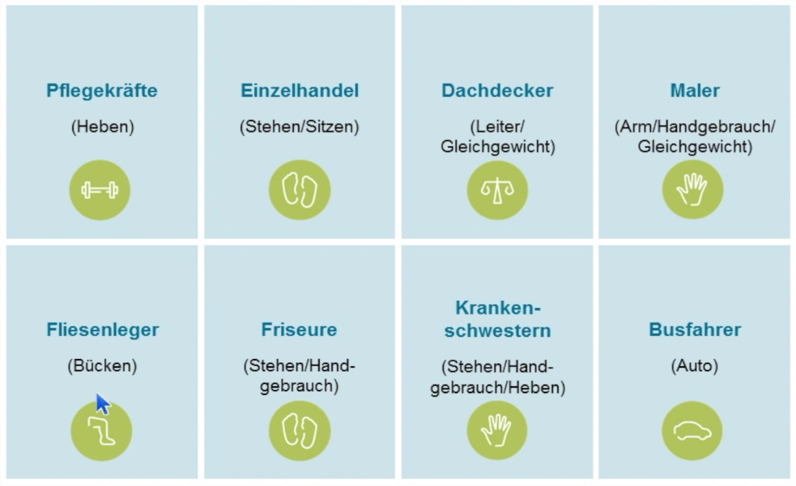 Pflegekräfte
(Heben)
Einzelhandel
(Stehen/Sitzen)
Dachdecker
(Leiter/
Gleichgewicht)
Maler
(Arm/Handgebrauch/
Gleichgewicht)
Fliesenleger
(Bücken)
Friseure
(Stehen/Hand-
gebrauch)
Kranken-
schwestern
(Stehen/Hand-
gebrauch/Heben)
Busfahrer
(Auto)